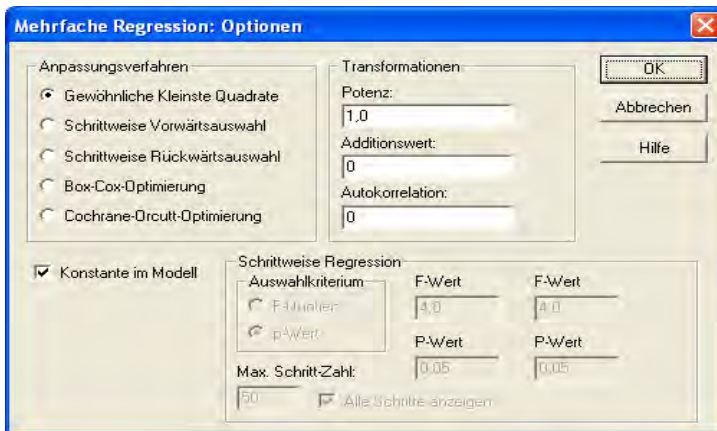 Mehrfache Regression: Optionen
Anpassungsverfahren
Gewöhnliche Kleinste Quadrate
Schrittweise Vorwärtsauswahl
Schrittweise Rückwärtsauswahl
Box-Cox-Optimierung
Cochrane-Orcutt-Optimierung
Transformationen
Potenz:
1,0
Additionswert:
0
Autokorrelation:
0
OK
Abbrechen
Hilfe
Konstante im Modell
Schrittweise Regression
Auswahlkriterium
p-Wert
F-Wert
4,0
F-Wert
4,0
P-Wert
0,05
P-Wert
0,05
Max. Schritt-Zahl:
50
Alle Schritte anzeigen